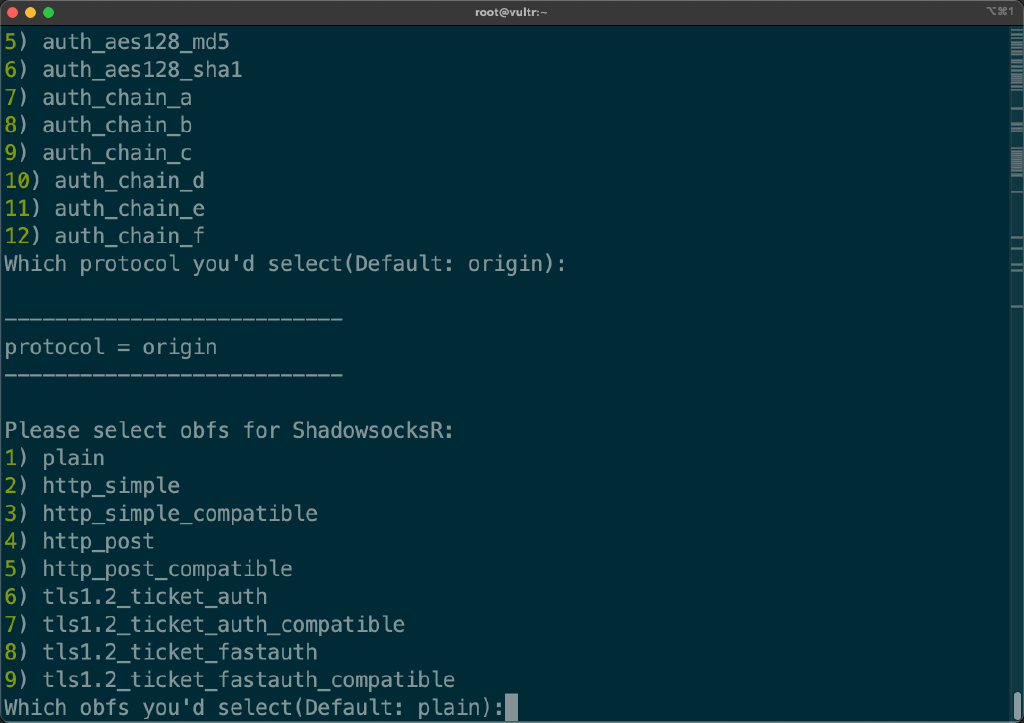 root@vultr:~
⌥⌘1
5) auth_aes128_md5
6) auth_aes128_sha1
7) auth_chain_a
8) auth_chain_b
9) auth_chain_c
10) auth_chain_d
11) auth_chain_e
12) auth_chain_f
Which protocol you'd select(Default: origin):
---------------------------
protocol = origin
---------------------------
Please select obfs for ShadowsocksR:
1) plain
2) http_simple
3) http_simple_compatible
4) http_post
5) http_post_compatible
6) tls1.2_ticket_auth
7) tls1.2_ticket_auth_compatible
8) tls1.2_ticket_fastauth
9) tls1.2_ticket_fastauth_compatible
Which obfs you'd select(Default: plain):